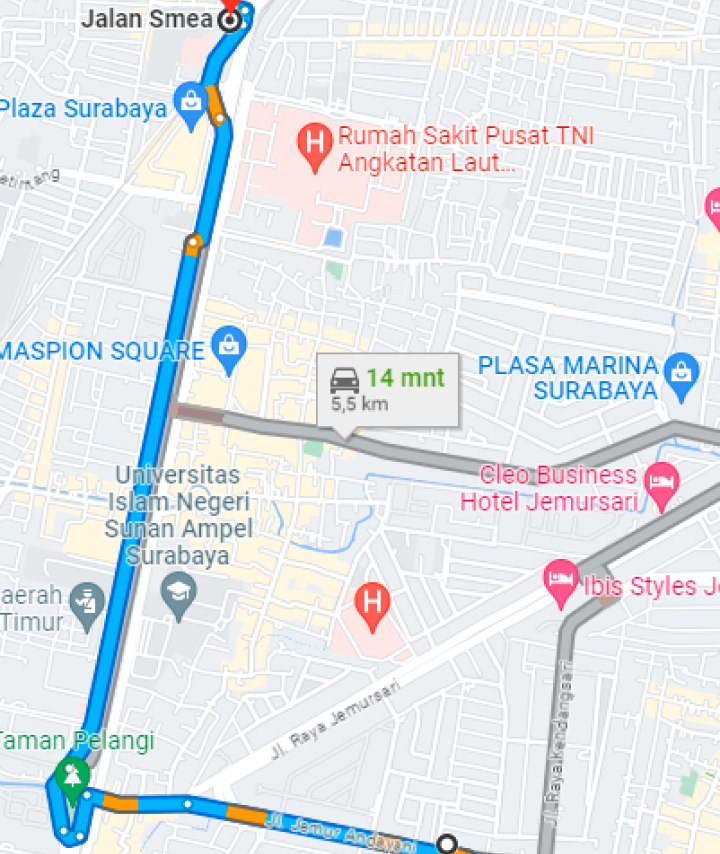 Jalan Smea
Plaza Surabaya
Rumah Sakit Pusat TNI
Angkatan Laut...
H
MASPION SQUARE
14 mnt
5,5 km
PLASA MARINA
SURABAYA
Universitas
Islam Negeri
Sunan Ampel
Surabaya
Cleo Business
Hotel Jemursari
aerah
Timur
H
Ibis Styles Je
Jl. Raya Jemursari
Jl. Raya Kendangsari
Taman Pelangi
Jl. Jemur Andayani